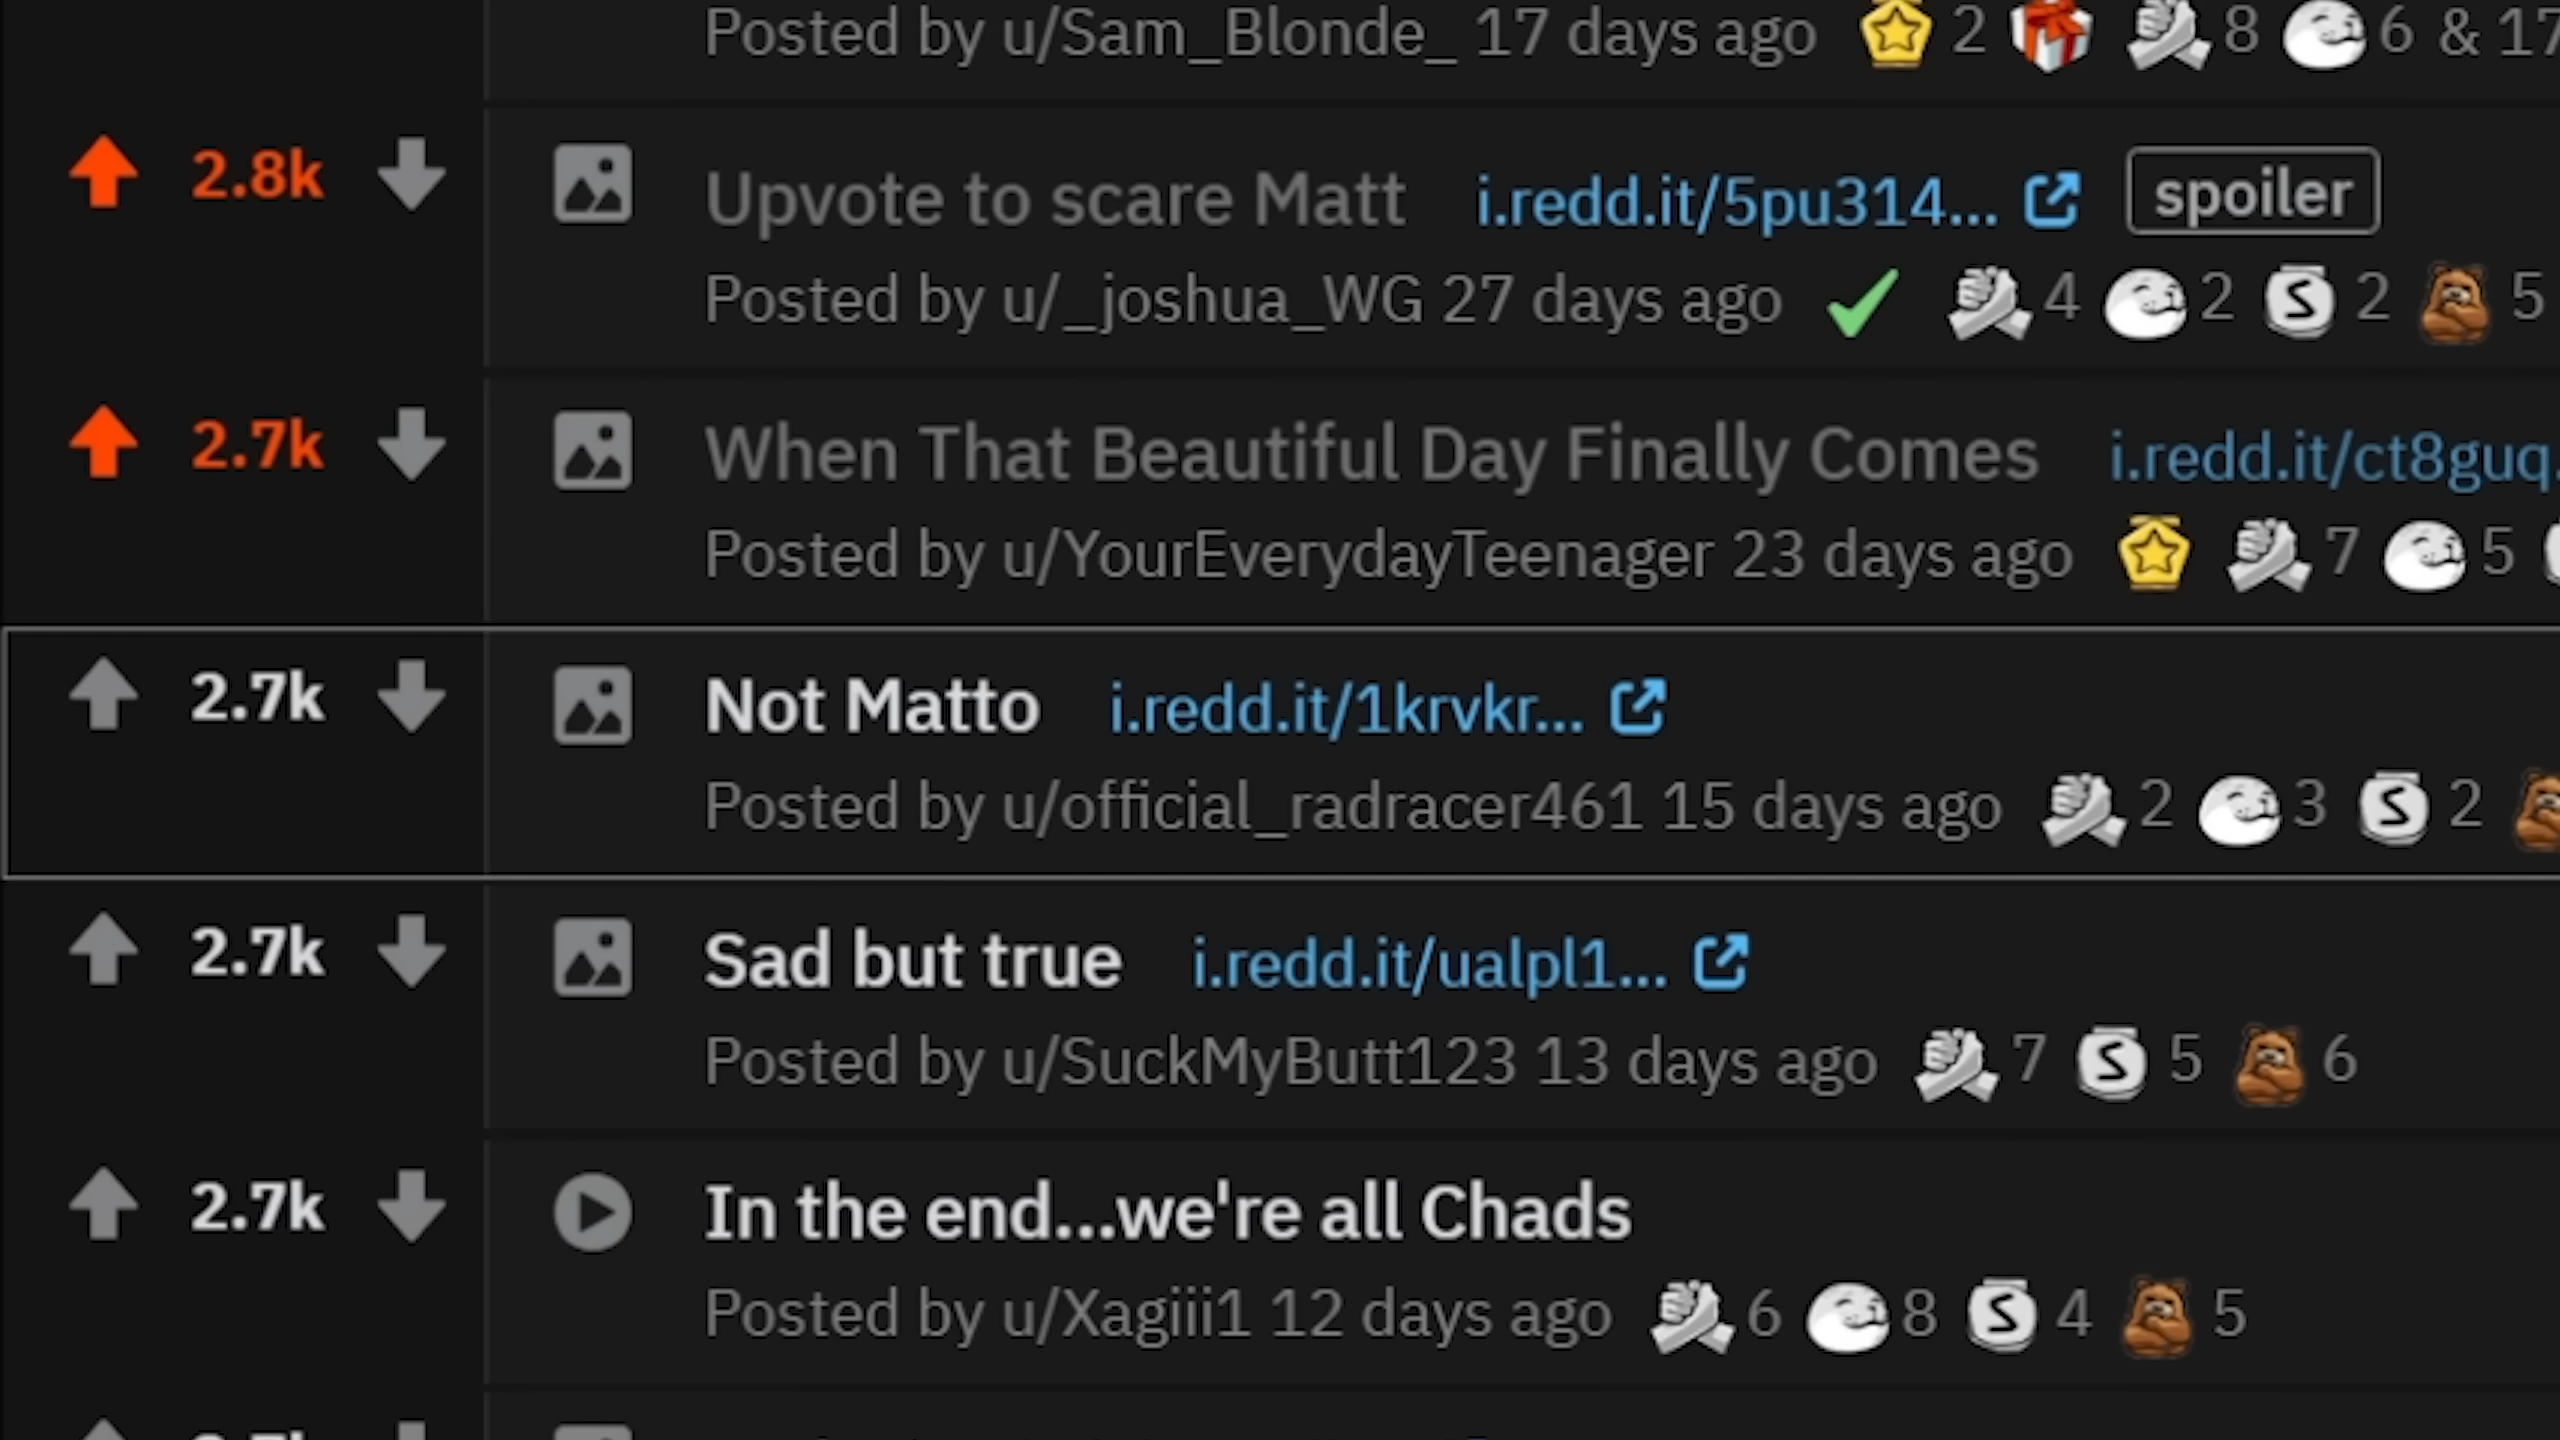 Posted by u/Sam_Blonde_ 17 days ago 2 8 6 & 17
2.8k Upvote to scare Matt i.redd.it/5pu314... spoiler
Posted by u/_joshua_WG 27 days ago 4 2 S 2 5
2.7k When That Beautiful Day Finally Comes i.redd.it/ct8guq.
Posted by u/YourEverydayTeenager 23 days ago 7 5
2.7k Not Matto i.redd.it/1krvkr...
Posted by u/official_radracer461 15 days ago 2 3 S 2
2.7k Sad but true i.redd.it/ualpl1...
Posted by u/SuckMyButt123 13 days ago 7 S 5 6
2.7k In the end...we're all Chads
Posted by u/Xagiii1 12 days ago 6 8 S 4 5